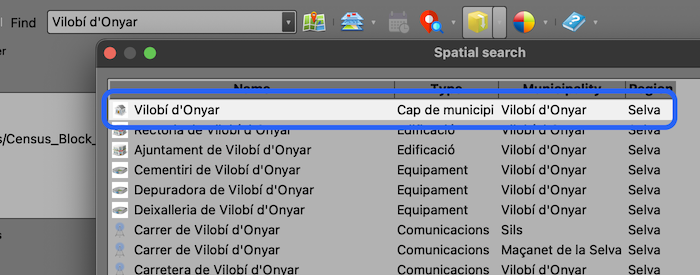 Find
Vilobí d'Onyar
er
Spatial search
Name Type Municipality Region
Vilobí d'Onyar Cap de municipi Vilobí d'Onyar Selva
Rectoria de Vilobí d'Onyar Edificació Vilobí d'Onyar Selva
s/Census_Block_ Ajuntament de Vilobí d'Onyar Edificació Vilobí d'Onyar Selva
Cementiri de Vilobí d'Onyar Equipament Vilobí d'Onyar Selva
Depuradora de Vilobí d'Onyar Equipament Vilobí d'Onyar Selva
Deixalleria de Vilobí d'Onyar Equipament Vilobí d'Onyar Selva
Carrer de Vilobí d'Onyar Comunicacions Sils Selva
s
Carrer de Vilobí d'Onyar Comunicacions Maçanet de la Selva Selva
Carretera de Vilobí d'Onyar Comunicacions Vilobí d'Onyar Selva